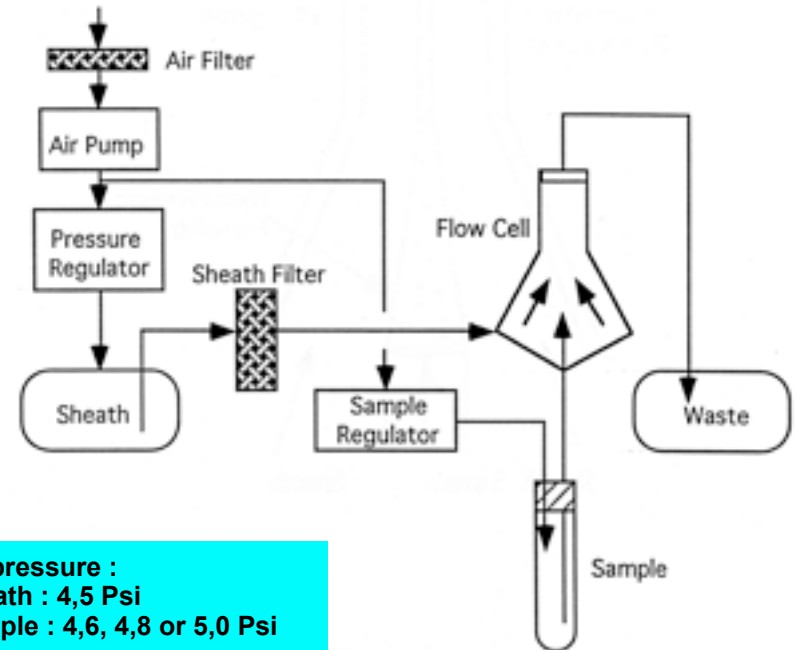 Air Filter
Air Pump
Pressure
Regulator
Sheath Filter
Flow Cell
Sheath
Sample
Regulator
Waste
Sample
pressure :
ath : 4,5 Psi
ple : 4,6, 4,8 or 5,0 Psi